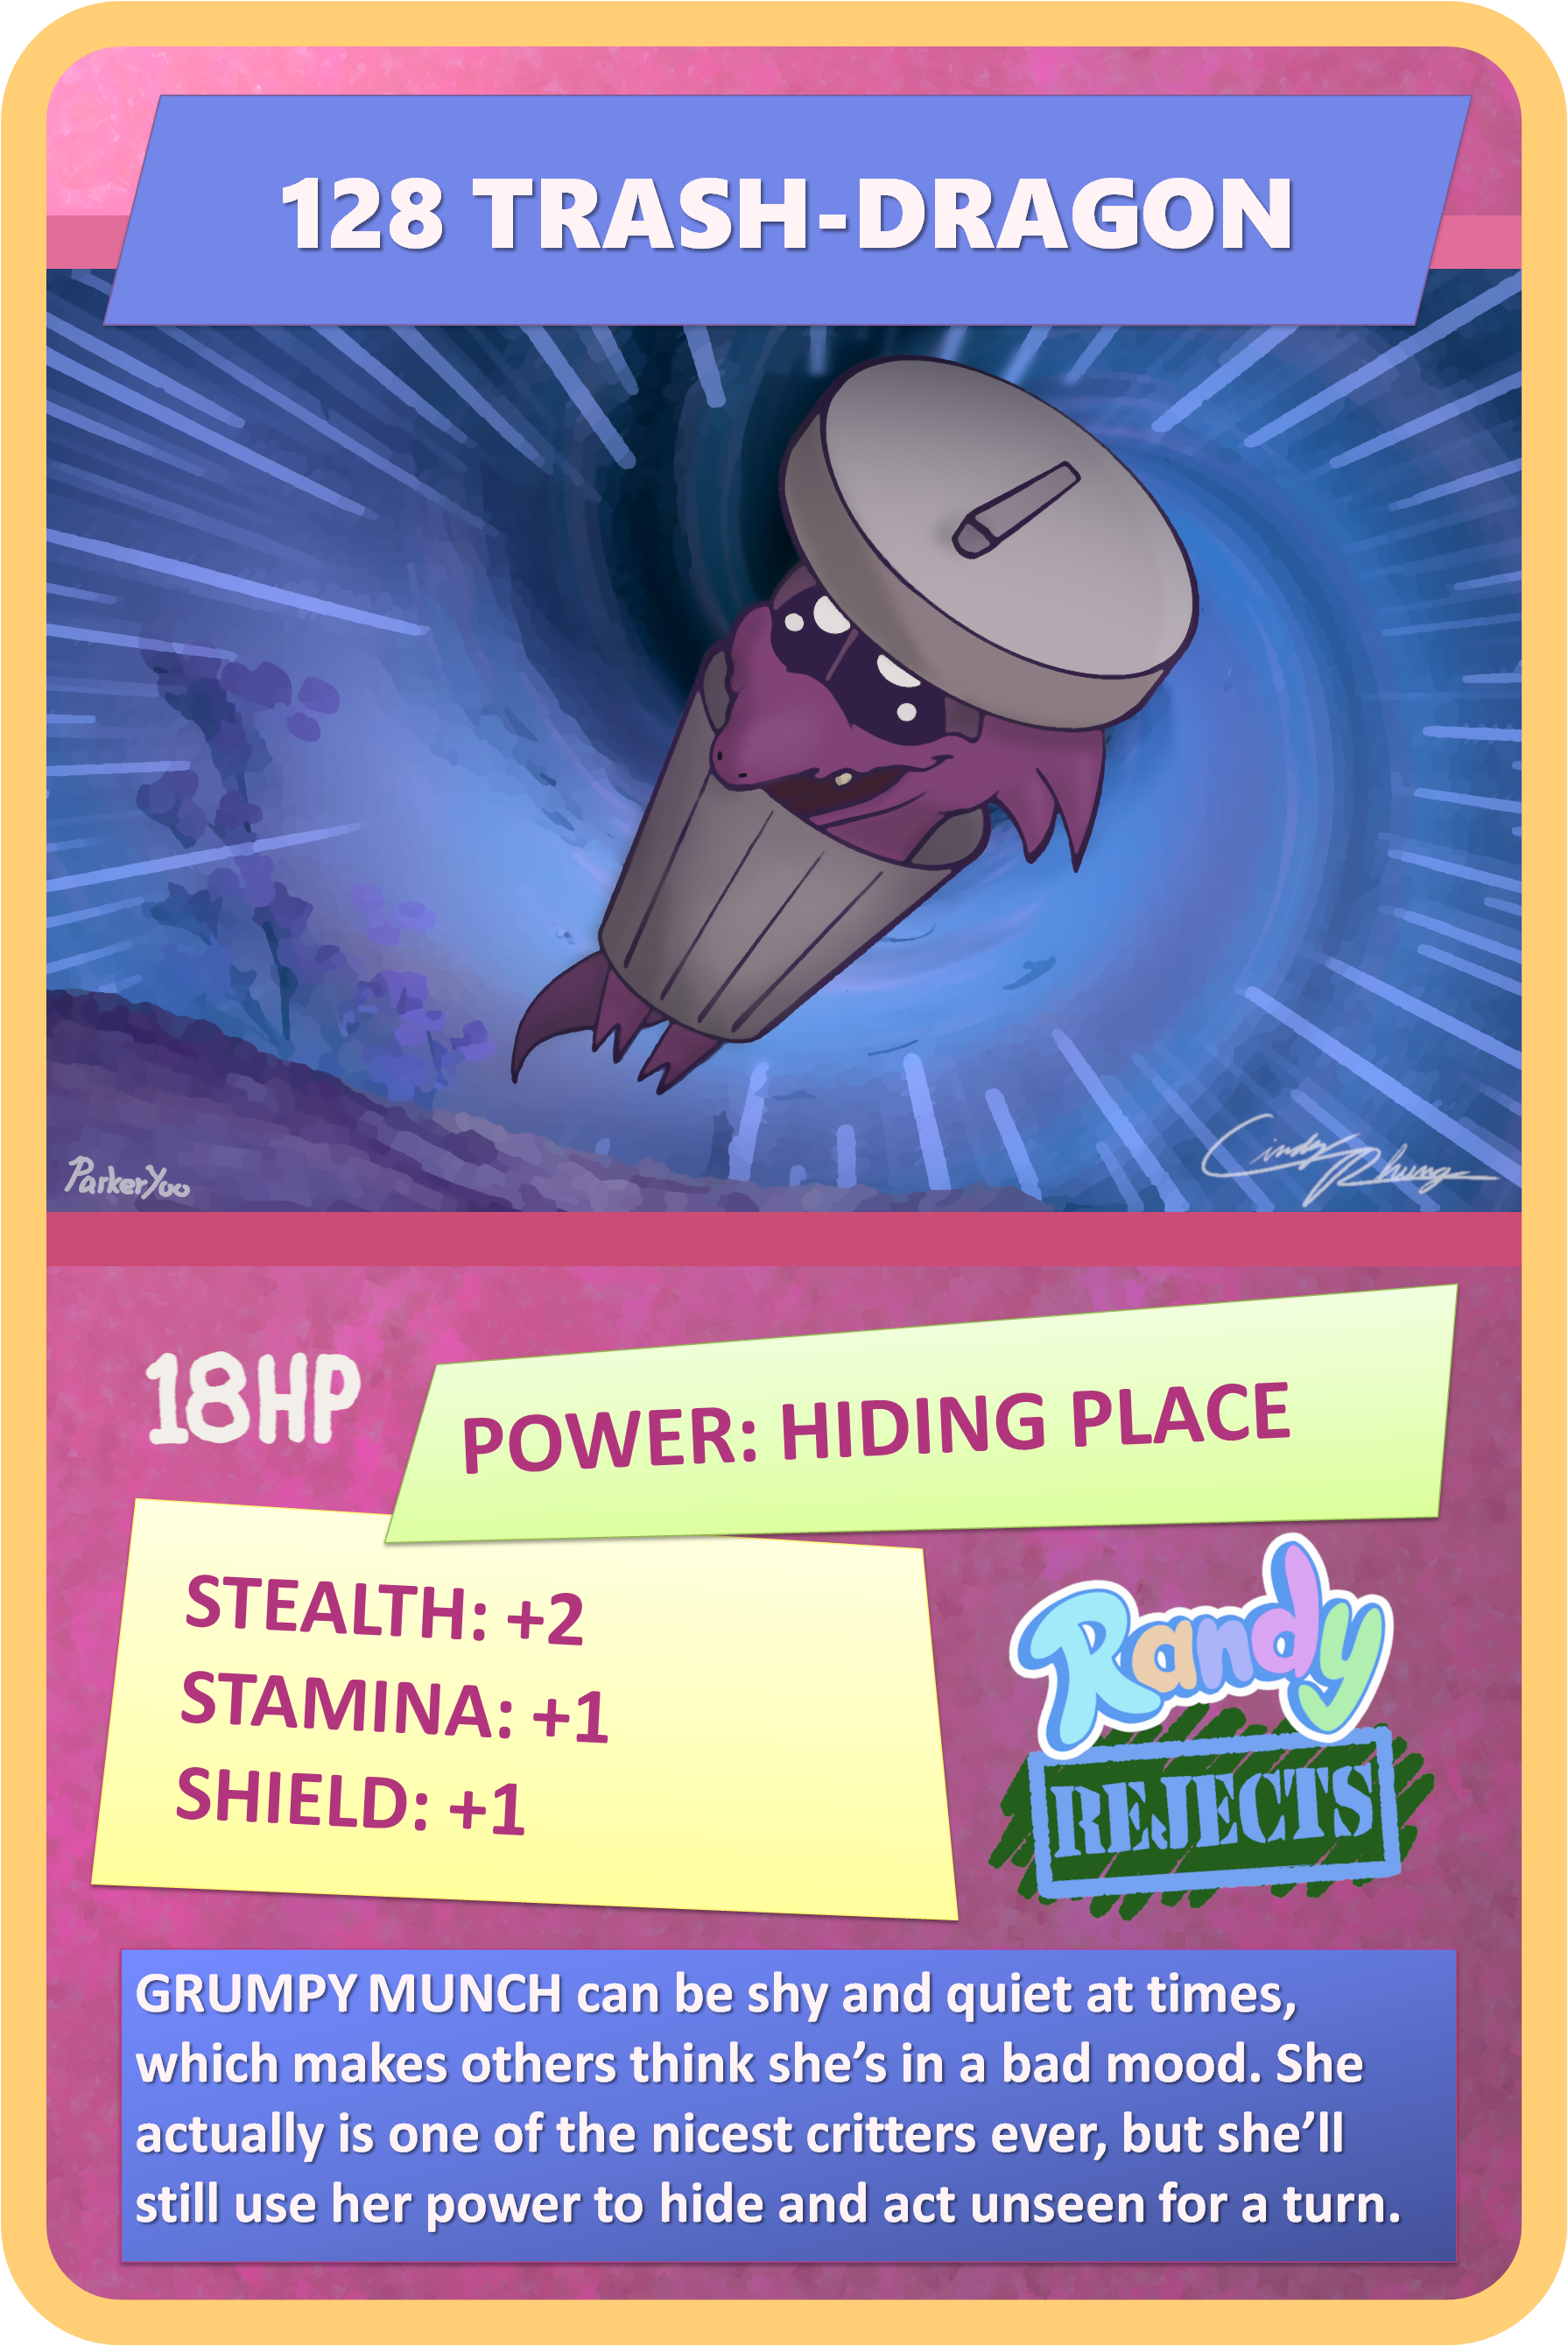 128 TRASH-DRAGON
ParkerYoo
Cindy Rhung
18HP
POWER: HIDING PLACE
STEALTH: +2
STAMINA: +1
SHIELD: +1
Randy
REJECTS
GRUMPY MUNCH can be shy and quiet at times,
which makes others think she’s in a bad mood. She
actually is one of the nicest critters ever, but she’ll
still use her power to hide and act unseen for a turn.